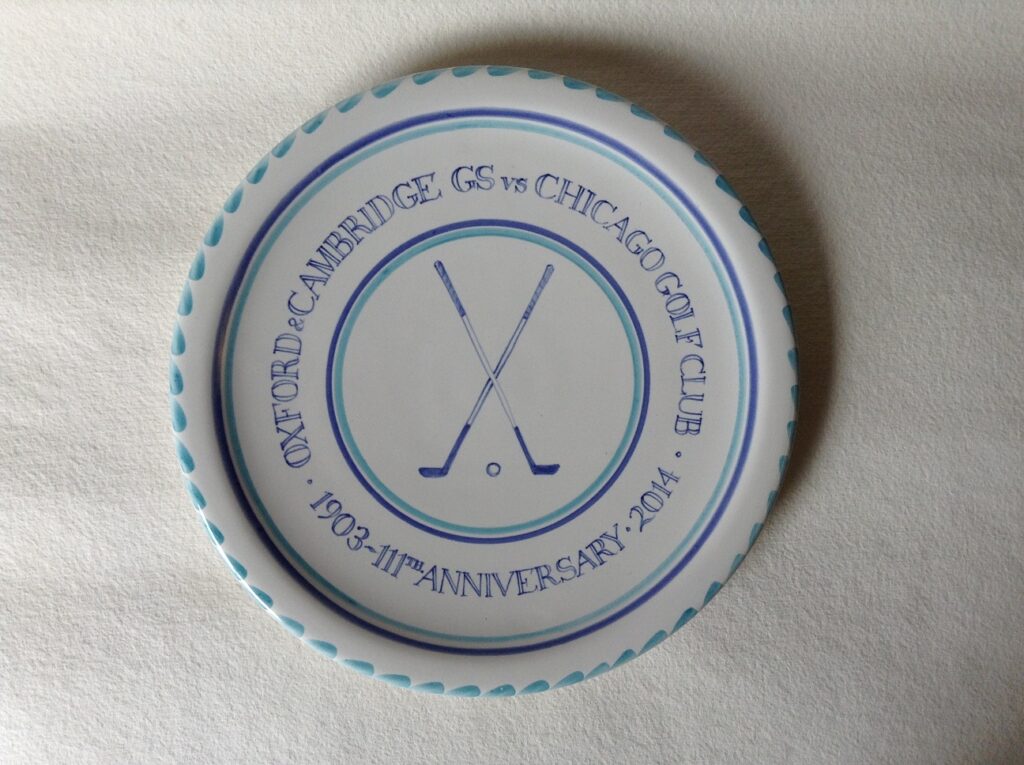 OXFORD & CAMBRIDGE GS vs CHICAGO GOLF CLUB ·
1903-111TH ANNIVERSARY · 2014 ·